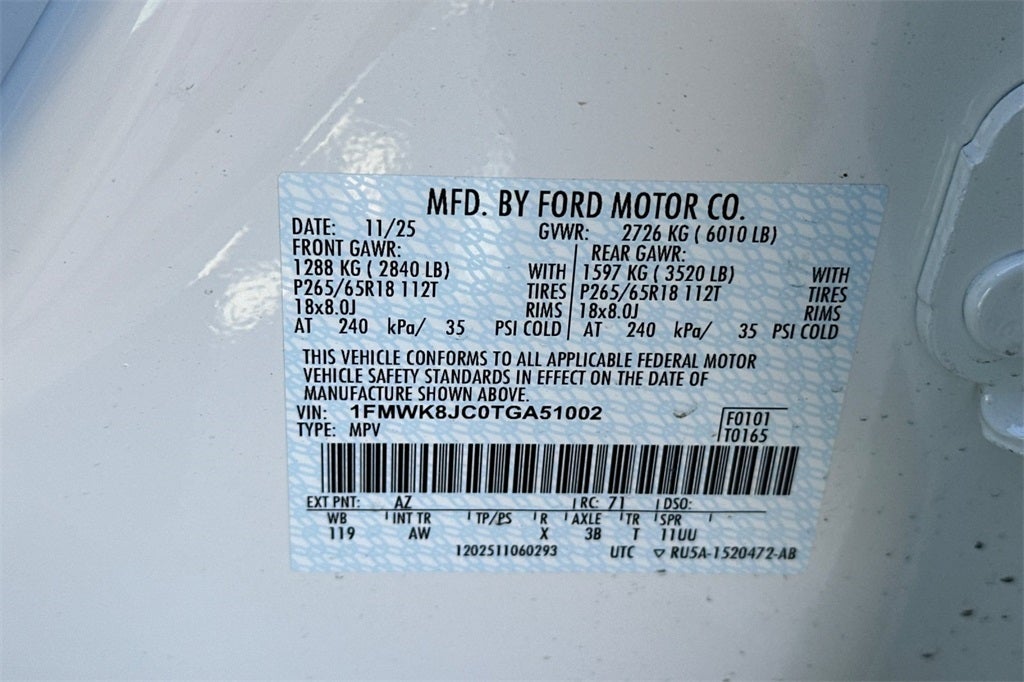 MFD. BY FORD MOTOR CO.
DATE: 11/25 GVWR: 2726 KG ( 6010 LB)
FRONT GAWR: REAR GAWR:
1288 KG ( 2840 LB) WITH 1597 KG ( 3520 LB) WITH
P265/65R18 112T TIRES P265/65R18 112T TIRES
18x8.0J RIMS 18x8.0J RIMS
AT 240 kPa/ 35 PSI COLD AT 240 kPa/ 35 PSI COLD
THIS VEHICLE CONFORMS TO ALL APPLICABLE FEDERAL MOTOR
VEHICLE SAFETY STANDARDS IN EFFECT ON THE DATE OF
MANUFACTURE SHOWN ABOVE.
VIN: 1FMWK8JC0TGA51002 F0101
TYPE: MPV T0165
EXT PNT: AZ RC: 71 DSO:
WB INT TR TP/PS R AXLE TR SPR
119 AW X 3B T 11UU
1202511060293 UTC ▽ RU5A-1520472-AB